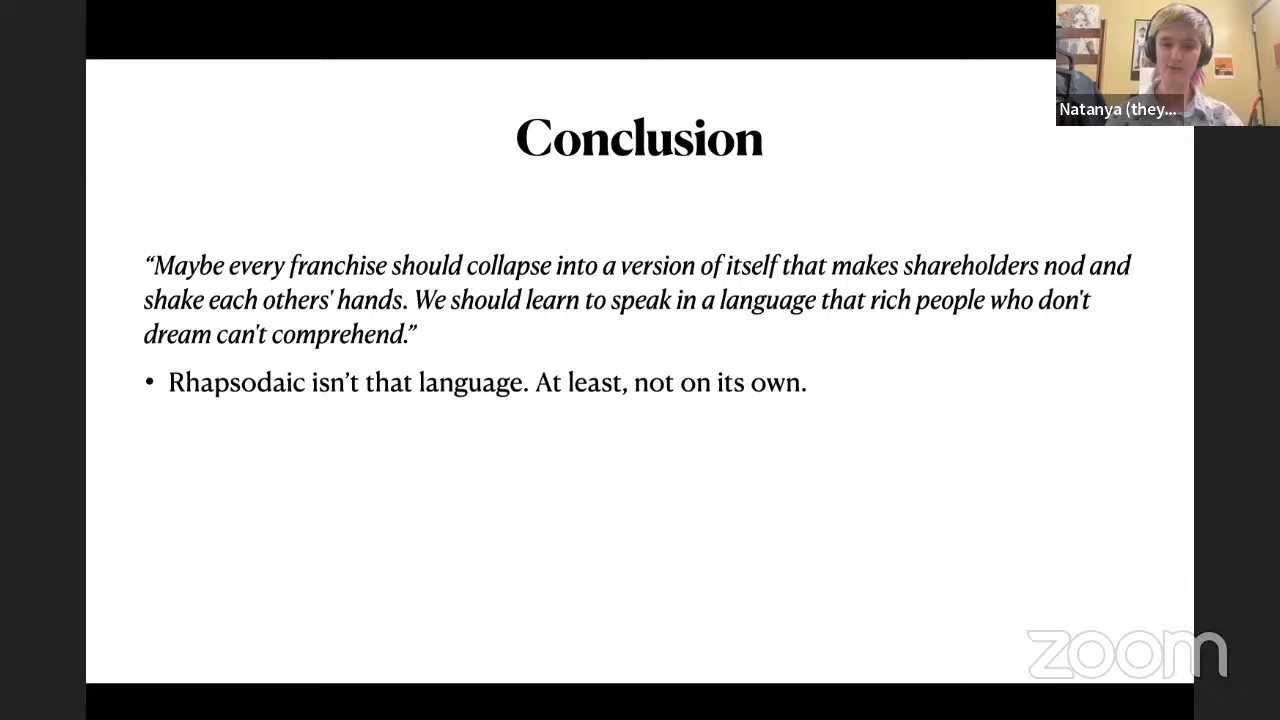 Natanya (they...
Conclusion
“Maybe every franchise should collapse into a version of itself that makes shareholders nod and
shake each others' hands. We should learn to speak in a language that rich people who don't
dream can't comprehend.”
• Rhapsodaic isn’t that language. At least, not on its own.
zoom